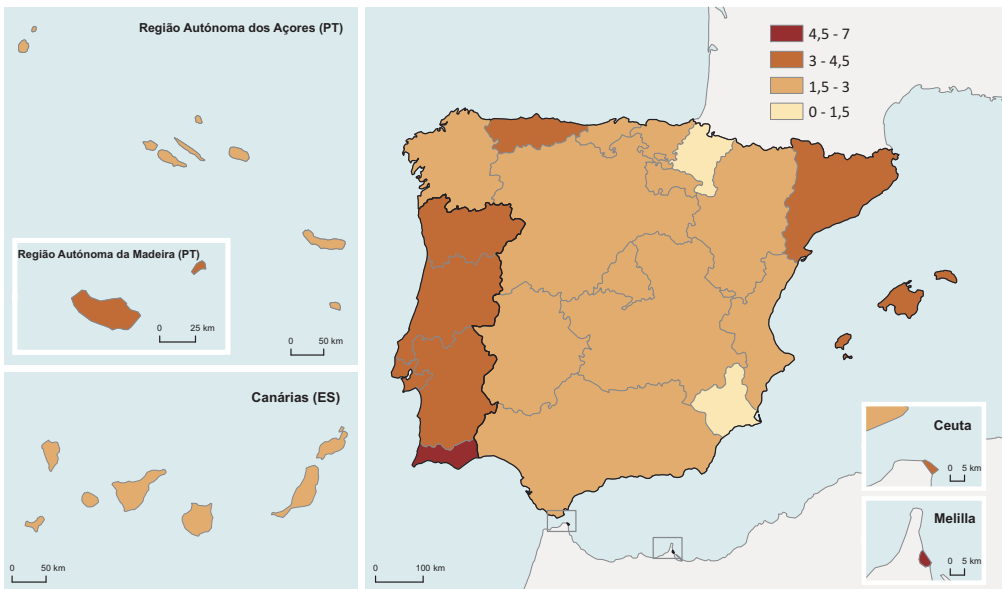 Região Autónoma dos Açores (PT)
Região Autónoma da Madeira (PT)
0 25 km
0 50 km
Canárias (ES)
0 50 km
4,5 - 7
3 - 4,5
1,5 - 3
0 - 1,5
0 100 km
Ceuta
0 5 km
Melilla
0 5 km